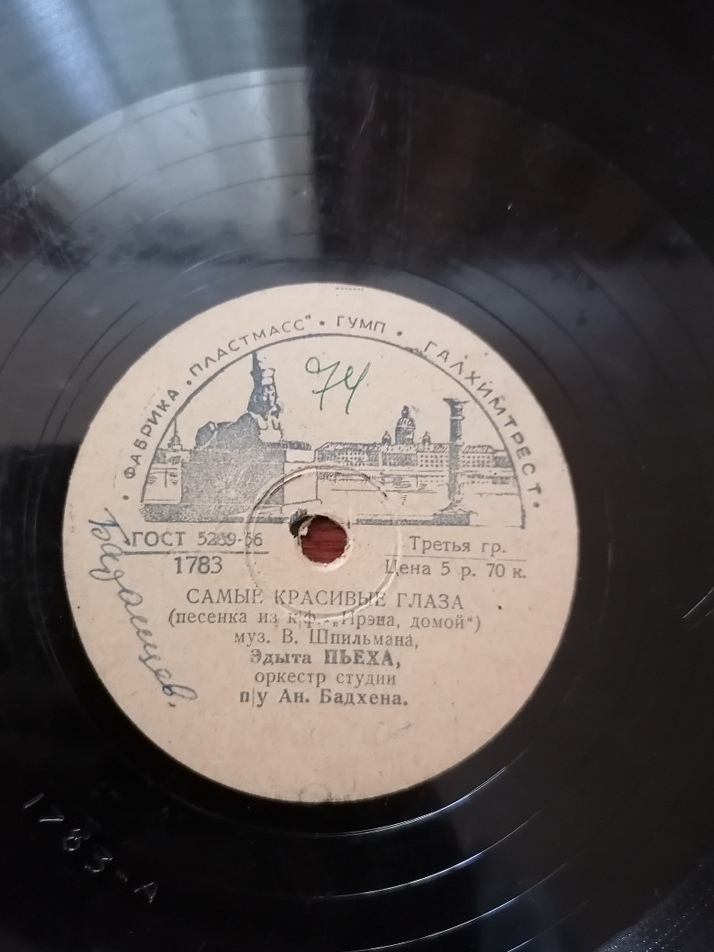 • ФАБРИКА „ПЛАСТМАСС" • ГУМП • ГАЛХИМТРЕСТ •
74
ГОСТ 5289-56
1783
Третья гр.
Цена 5 р. 70 к.
САМЫЕ КРАСИВЫЕ ГЛАЗА
(песенка из к/ф. „Ирэна, домой")
муз. В. Шпильмана,
Эдыта ПЬЕХА,
оркестр студии
п/у Ан. Бадхена.
1783-А